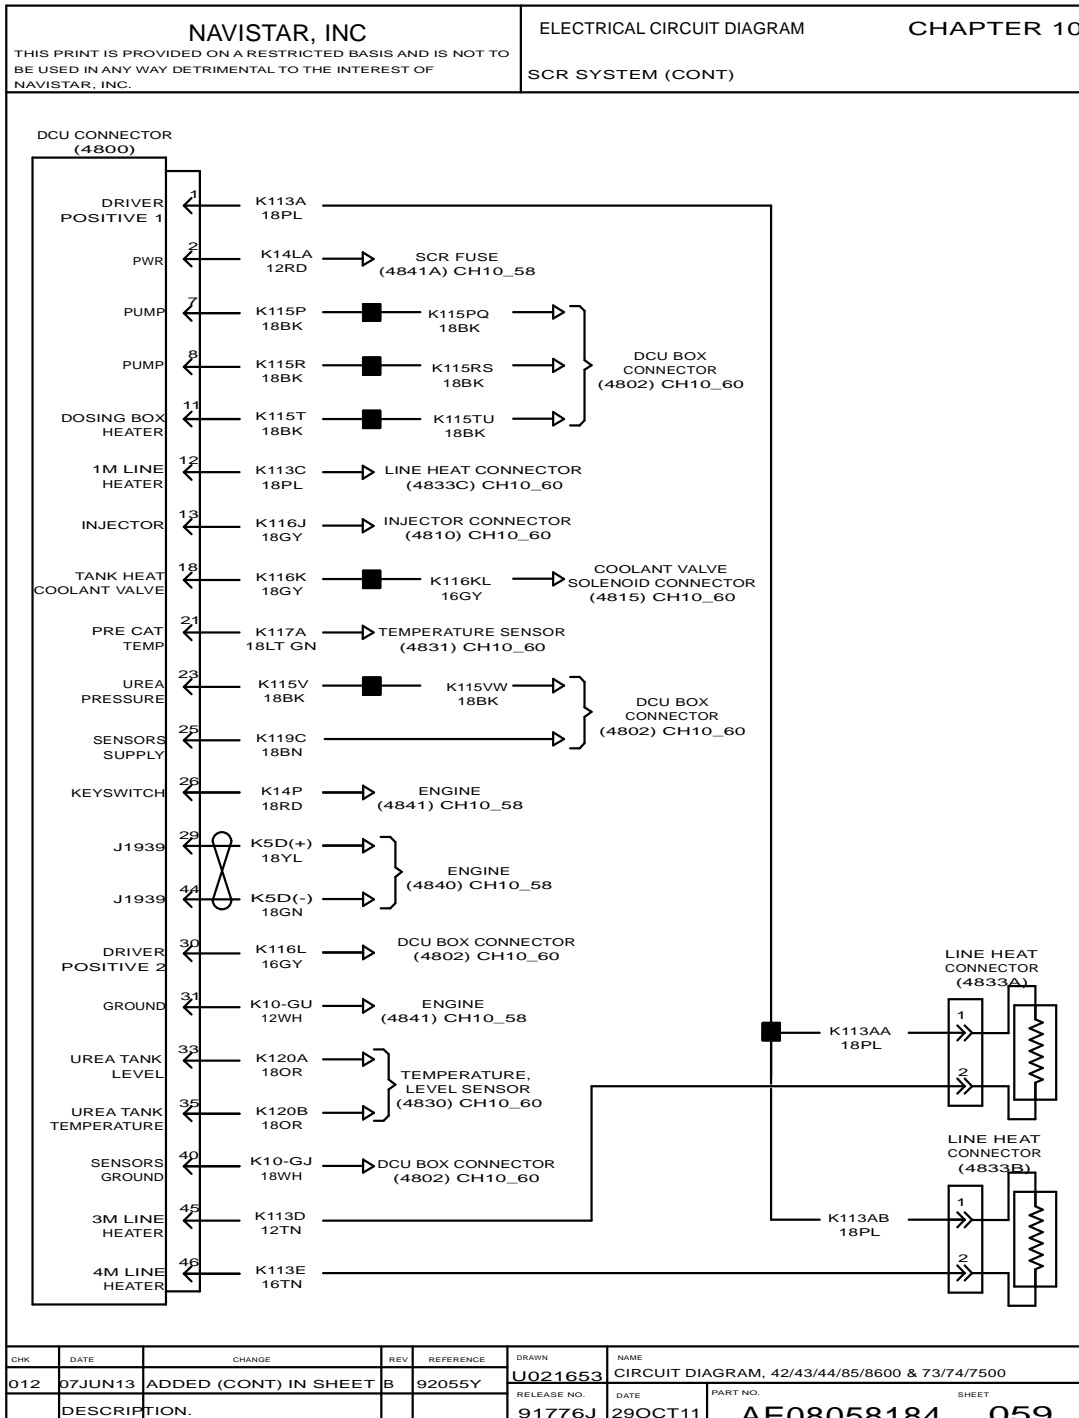 NAVISTAR, INC
THIS PRINT IS PROVIDED ON A RESTRICTED BASIS AND IS NOT TO
BE USED IN ANY WAY DETRIMENTAL TO THE INTEREST OF
NAVISTAR, INC.
ELECTRICAL CIRCUIT DIAGRAM
CHAPTER 10
SCR SYSTEM (CONT)
DCU CONNECTOR
(4800)
DRIVER
POSITIVE 1
1
K113A
18PL
PWR
2
K14LA
12RD
SCR FUSE
(4841A) CH10_58
PUMP
7
K115P
18BK
K115PQ
18BK
PUMP
8
K115R
18BK
K115RS
18BK
DCU BOX
CONNECTOR
(4802) CH10_60
DOSING BOX
HEATER
11
K115T
18BK
K115TU
18BK
1M LINE
HEATER
12
K113C
18PL
LINE HEAT CONNECTOR
(4833C) CH10_60
INJECTOR
13
K116J
18GY
INJECTOR CONNECTOR
(4810) CH10_60
TANK HEAT
COOLANT VALVE
18
K116K
18GY
K116KL
16GY
COOLANT VALVE
SOLENOID CONNECTOR
(4815) CH10_60
PRE CAT
TEMP
21
K117A
18LT GN
TEMPERATURE SENSOR
(4831) CH10_60
UREA
PRESSURE
23
K115V
18BK
K115VW
18BK
DCU BOX
CONNECTOR
(4802) CH10_60
SENSORS
SUPPLY
25
K119C
18BN
KEYSWITCH
26
K14P
18RD
ENGINE
(4841) CH10_58
J1939
29
K5D(+)
18YL
ENGINE
(4840) CH10_58
J1939
44
K5D(-)
18GN
DRIVER
POSITIVE 2
30
K116L
16GY
DCU BOX CONNECTOR
(4802) CH10_60
GROUND
31
K10-GU
12WH
ENGINE
(4841) CH10_58
UREA TANK
LEVEL
33
K120A
18OR
TEMPERATURE,
LEVEL SENSOR
(4830) CH10_60
UREA TANK
TEMPERATURE
35
K120B
18OR
SENSORS
GROUND
40
K10-GJ
18WH
DCU BOX CONNECTOR
(4802) CH10_60
3M LINE
HEATER
45
K113D
12TN
4M LINE
HEATER
46
K113E
16TN
LINE HEAT
CONNECTOR
(4833A)
K113AA
18PL
1
2
LINE HEAT
CONNECTOR
(4833B)
K113AB
18PL
1
2
CHK DATE CHANGE REV REFERENCE
012 07JUN13 ADDED (CONT) IN SHEET B 92055Y
DESCRIPTION.
DRAWN
U021653
NAME
CIRCUIT DIAGRAM, 42/43/44/85/8600 & 73/74/7500
RELEASE NO.
91776J
DATE
29OCT11
PART NO.
AF08058184
SHEET
059